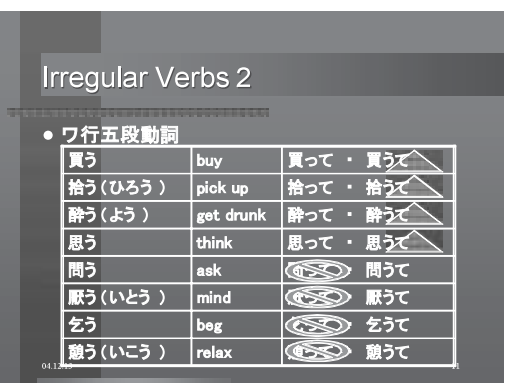 Irregular Verbs 2
● ワ行五段動詞
買う buy 買って ・ 買うて
拾う(ひろう) pick up 拾って ・ 拾うて
酔う(よう) get drunk 酔って ・ 酔うて
思う think 思って ・ 思うて
問う ask 問うて
厭う(いとう) mind 厭うて
乞う beg 乞うて
憩う(いこう) relax 憩うて
11